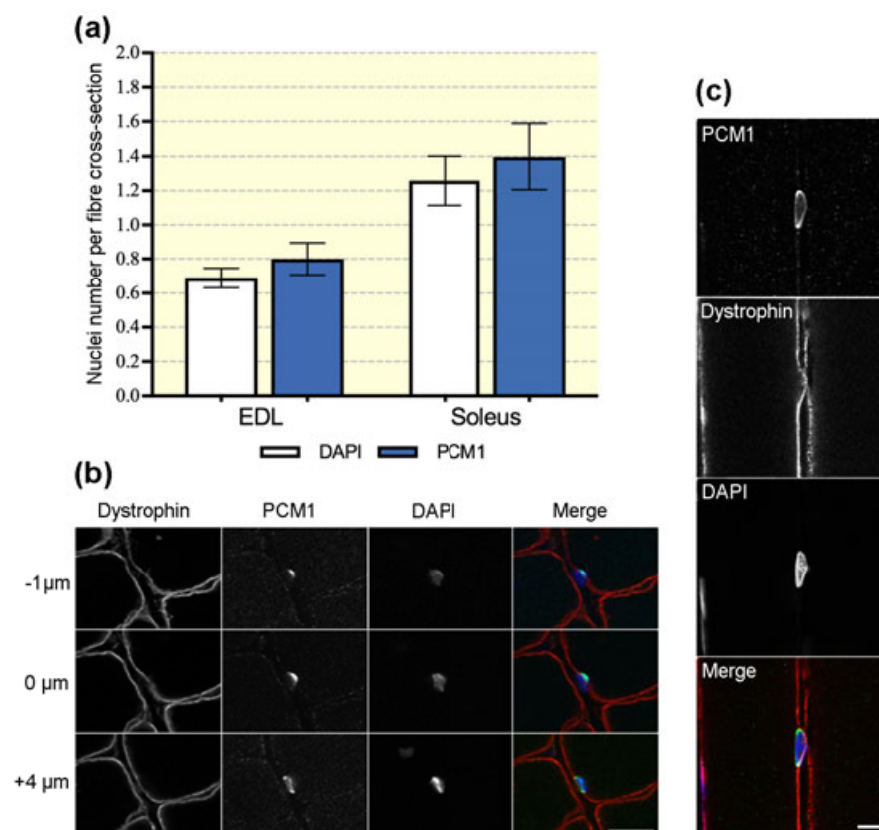 (a)
Nuclei number per fibre cross-section
2.0
1.8
1.6
1.4
1.2
1.0
0.8
0.6
0.4
0.2
0.0
EDL Soleus
DAPI PCM1
(b)
Dystrophin PCM1 DAPI Merge
-1 µm
0 µm
+4 µm
(c)
PCM1
Dystrophin
DAPI
Merge